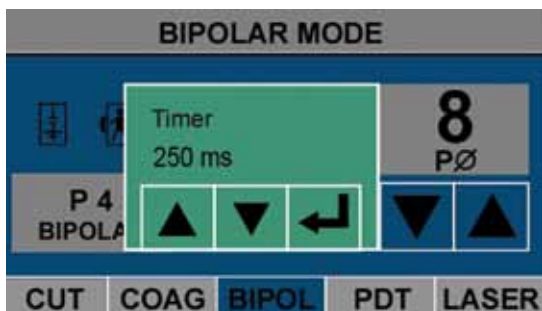 BIPOLAR MODE
Timer
250 ms
8
PØ
P 4
BIPOLA
CUT COAG BIPOL PDT LASER